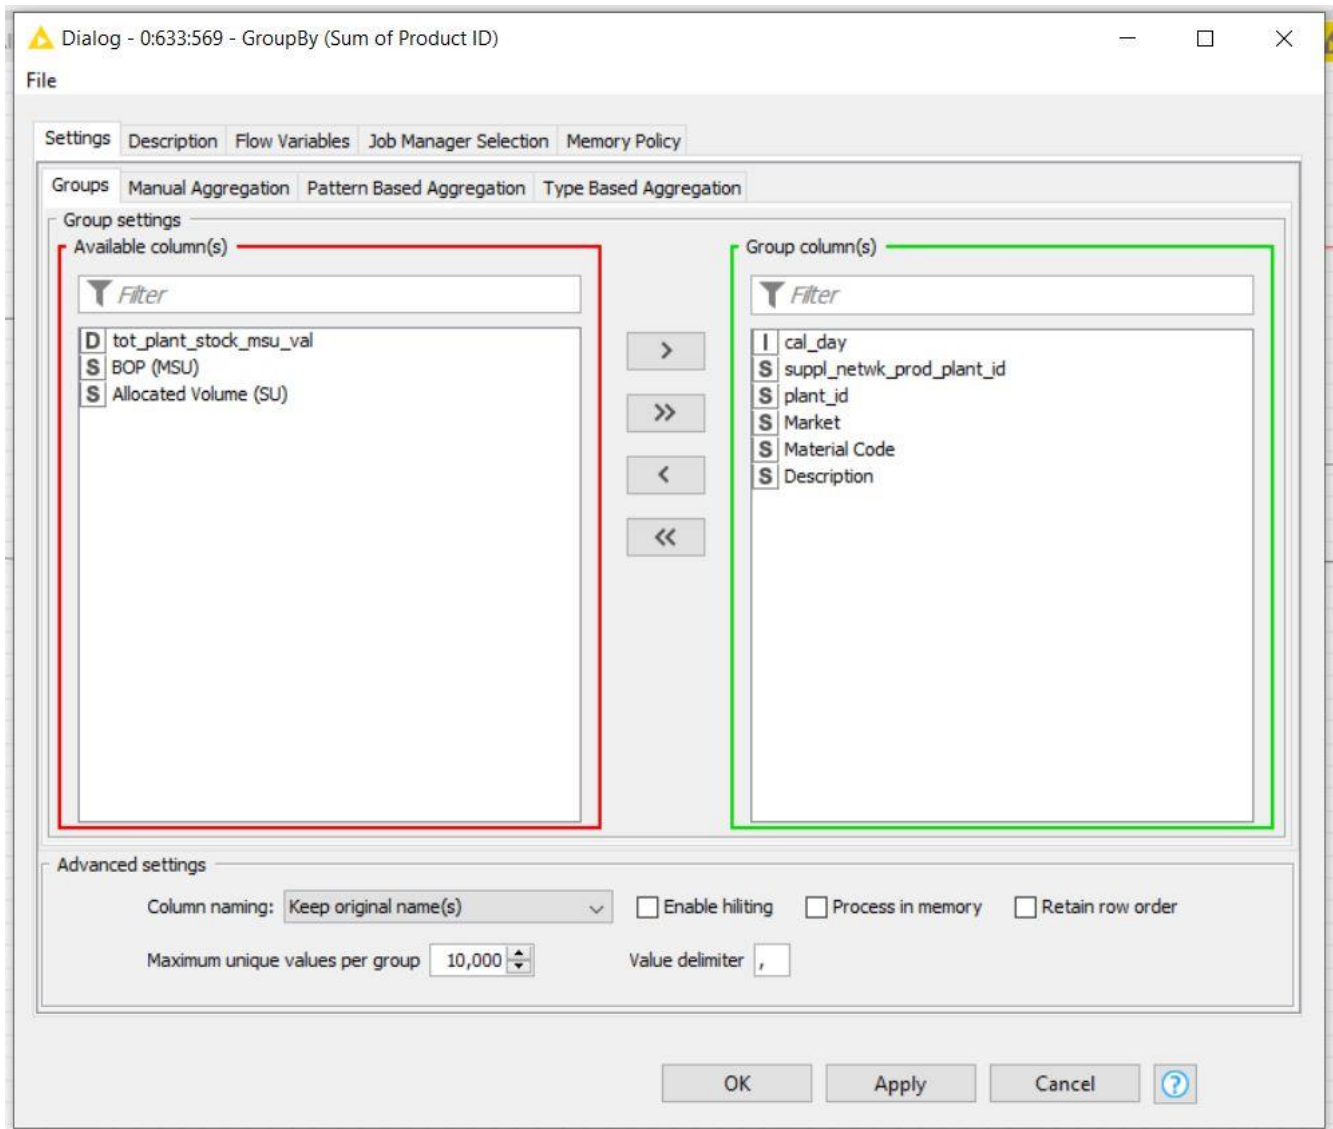 Dialog - 0:633:569 - GroupBy (Sum of Product ID)
File
Settings Description Flow Variables Job Manager Selection Memory Policy
Groups Manual Aggregation Pattern Based Aggregation Type Based Aggregation
Group settings
Available column(s)
Filter
D tot_plant_stock_msu_val
S BOP (MSU)
S Allocated Volume (SU)
>
>>
<
<<
Group column(s)
Filter
I cal_day
S suppl_netwk_prod_plant_id
S plant_id
S Market
S Material Code
S Description
Advanced settings
Column naming: Keep original name(s) Enable hiliting Process in memory Retain row order
Maximum unique values per group 10,000 Value delimiter ,
OK Apply Cancel ?